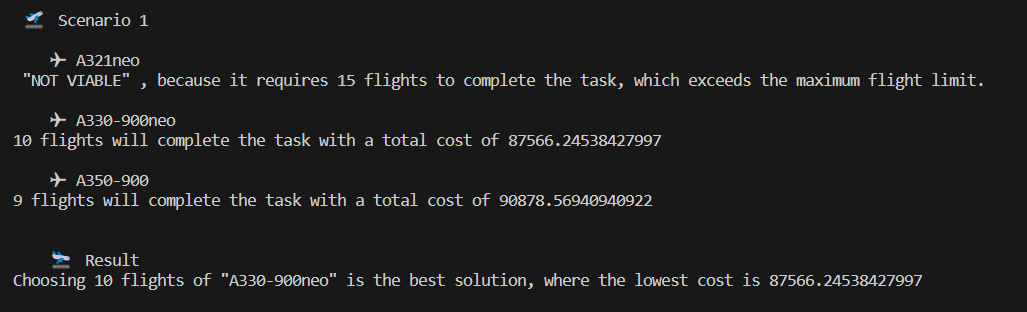 🛫 Scenario 1
✈ A321neo
"NOT VIABLE" , because it requires 15 flights to complete the task, which exceeds the maximum flight limit.
✈ A330-900neo
10 flights will complete the task with a total cost of 87566.24538427997
✈ A350-900
9 flights will complete the task with a total cost of 90878.56940940922
🛬 Result
Choosing 10 flights of "A330-900neo" is the best solution, where the lowest cost is 87566.24538427997